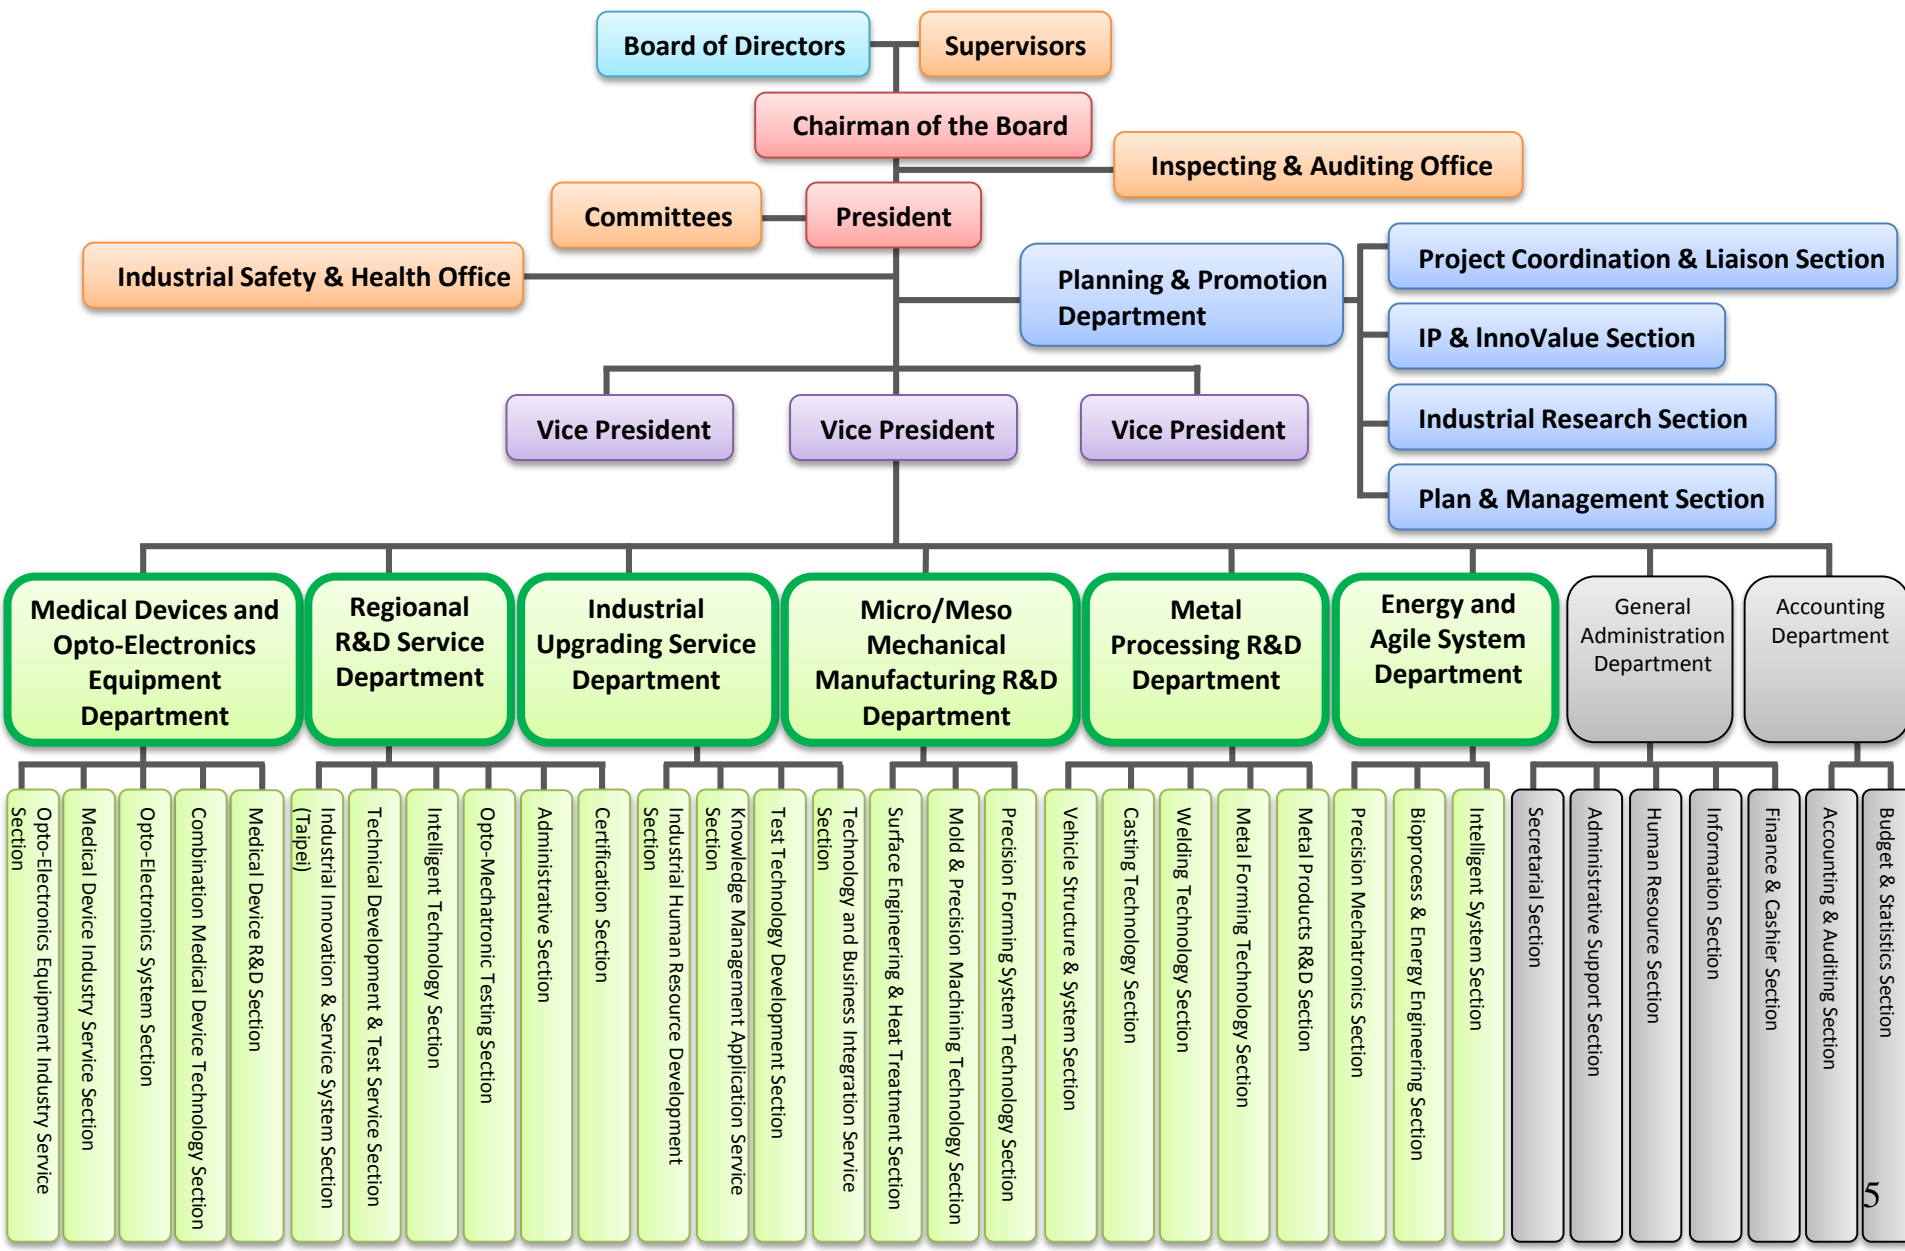 Board of Directors
Supervisors
Chairman of the Board
Inspecting & Auditing Office
Committees
President
Industrial Safety & Health Office
Planning & Promotion
Department
Project Coordination & Liaison Section
IP & lnnoValue Section
Industrial Research Section
Plan & Management Section
Vice President
Vice President
Vice President
Medical Devices and
Opto-Electronics
Equipment
Department
Regioanal
R&D Service
Department
Industrial
Upgrading Service
Department
Micro/Meso
Mechanical
Manufacturing R&D
Department
Metal
Processing R&D
Department
Energy and
Agile System
Department
General
Administration
Department
Accounting
Department
Opto-Electronics Equipment Industry Service
Section
Medical Device Industry Service Section
Opto-Electronics System Section
Combination Medical Device Technology Section
Medical Device R&D Section
Industrial Innovation & Service System Section
(Taipei)
Technical Development & Test Service Section
Intelligent Technology Section
Opto-Mechatronic Testing Section
Administrative Section
Certification Section
Industrial Human Resource Development
Section
Knowledge Management Application Service
Section
Test Technology Development Section
Technology and Business Integration Service
Section
Surface Engineering & Heat Treatment Section
Mold & Precision Machining Technology Section
Precision Forming System Technology Section
Vehicle Structure & System Section
Casting Technology Section
Welding Technology Section
Metal Forming Technology Section
Metal Products R&D Section
Precision Mechatronics Section
Bioprocess & Energy Engineering Section
Intelligent System Section
Secretarial Section
Administrative Support Section
Human Resource Section
Information Section
Finance & Cashier Section
Accounting & Auditing Section
Budget & Statistics Section
5